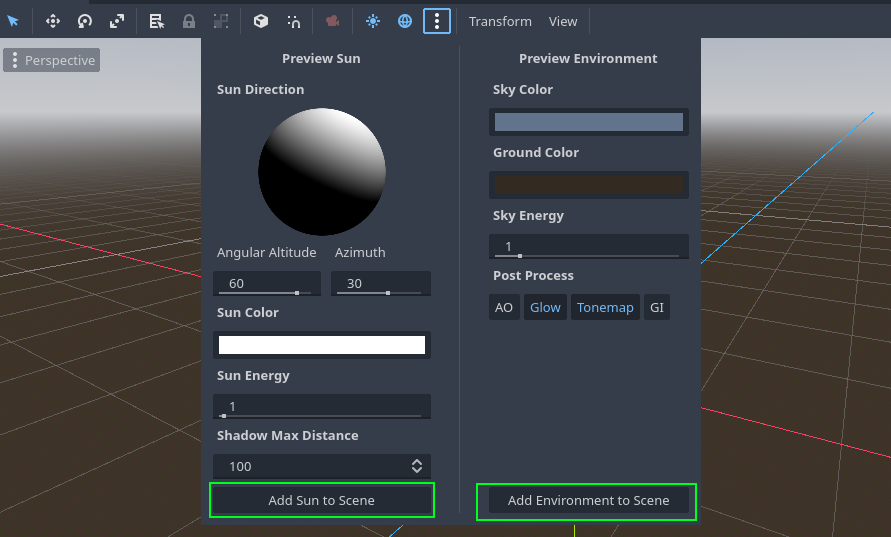 Transform View
Perspective
Preview Sun
Sun Direction
Angular Altitude Azimuth
60 30
Sun Color
Sun Energy
1
Shadow Max Distance
100
Add Sun to Scene
Preview Environment
Sky Color
Ground Color
Sky Energy
1
Post Process
AO Glow Tonemap GI
Add Environment to Scene